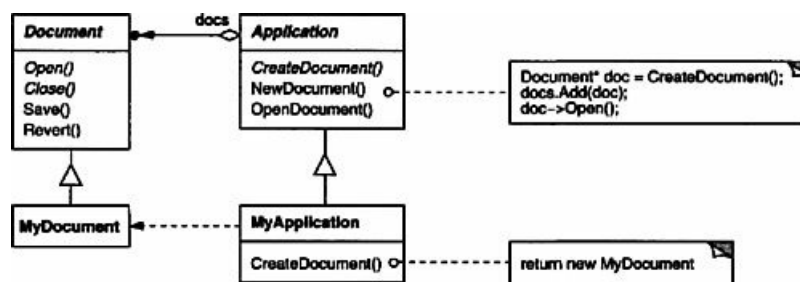 Document
Open()
Close()
Save()
Revert()
docs
Application
CreateDocument()
NewDocument()
OpenDocument()
Document* doc = CreateDocument();
docs.Add(doc);
doc->Open();
MyDocument
MyApplication
CreateDocument()
return new MyDocument